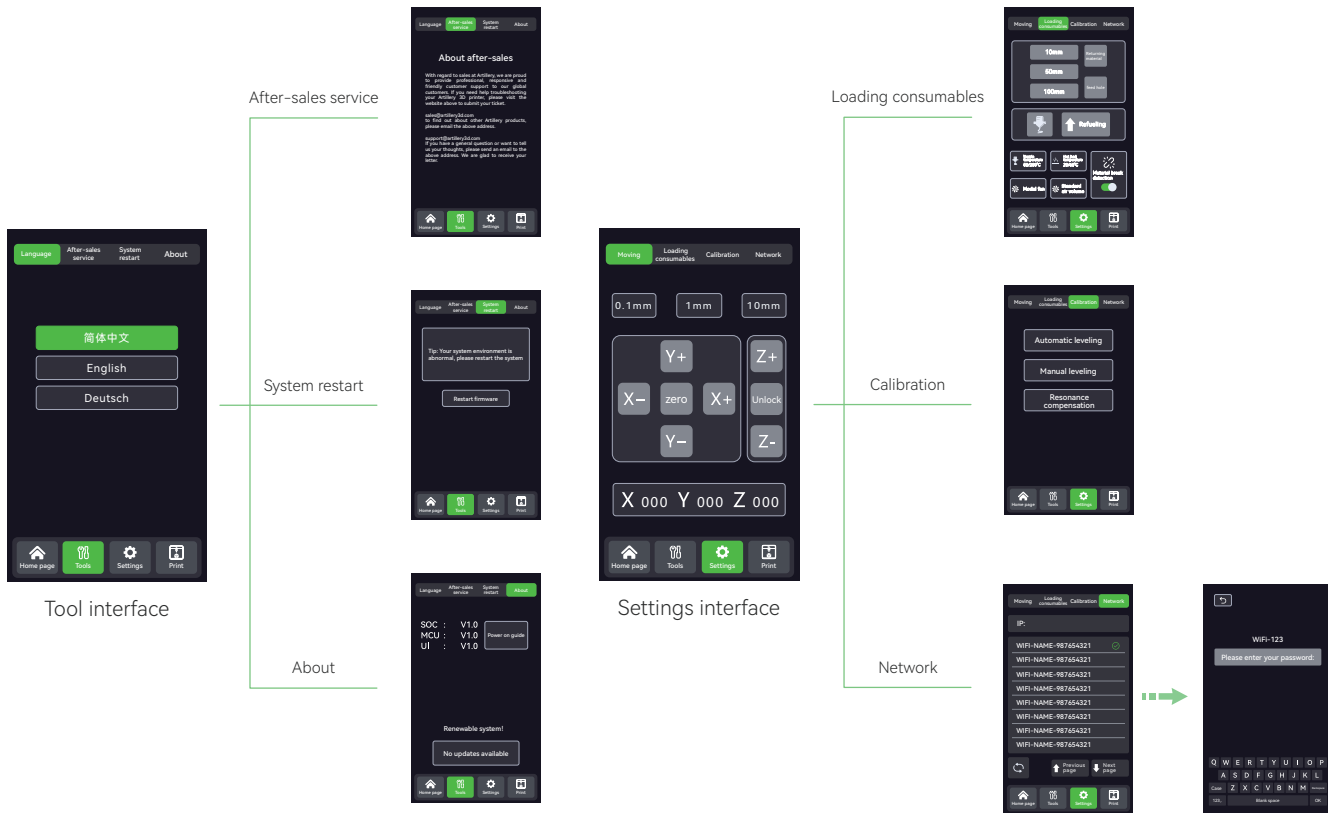 Language
After-sales
service
System
restart
About
简体中文
English
Deutsch
Home page
Tools
Settings
Print
Tool interface
After-sales service
System restart
About
Language
After-sales
service
System
restart
About
About after-sales
With regard to sales at Artillery, we are proud
to provide professional, responsive and
friendly customer support to our global
customers. If you need help troubleshooting
your Artillery 3D printer, please visit the
website above to submit your ticket.
sales@artillery3d.com
to find out about other Artillery products,
please email the above address.
support@artillery3d.com
If you have a general question or want to tell
us your thoughts, please send an email to the
above address. We are glad to receive your
letter.
Home page
Tools
Settings
Print
Language
After-sales
service
System
restart
About
Tip: Your system environment is
abnormal, please restart the system
Restart firmware
Home page
Tools
Settings
Print
Language
After-sales
service
System
restart
About
SOC : V1.0
MCU : V1.0
UI : V1.0
Power on guide
Renewable system!
No updates available
Home page
Tools
Settings
Print
Moving
Loading
consumables
Calibration
Network
0.1mm
1mm
10mm
Y+
X-
zero
X+
Y-
Z+
Unlock
Z-
X 000 Y 000 Z 000
Home page
Tools
Settings
Print
Settings interface
Loading consumables
Calibration
Network
Moving
Loading
consumables
Calibration
Network
10mm
50mm
100mm
Returning
material
feed hole
Refueling
Material break
detection
Model fan
Standard
air volume
Home page
Tools
Settings
Print
Moving
Loading
consumables
Calibration
Network
Automatic leveling
Manual leveling
Resonance
compensation
Home page
Tools
Settings
Print
Moving
Loading
consumables
Calibration
Network
IP:
WIFI-NAME-987654321
WIFI-NAME-987654321
WIFI-NAME-987654321
WIFI-NAME-987654321
WIFI-NAME-987654321
WIFI-NAME-987654321
WIFI-NAME-987654321
WIFI-NAME-987654321
Previous
page
Next
page
Home page
Tools
Settings
Print
WiFi-123
Please enter your password:
Q W E R T Y U I O P
A S D F G H J K L
Case Z X C V B N M
123, Blank space OK